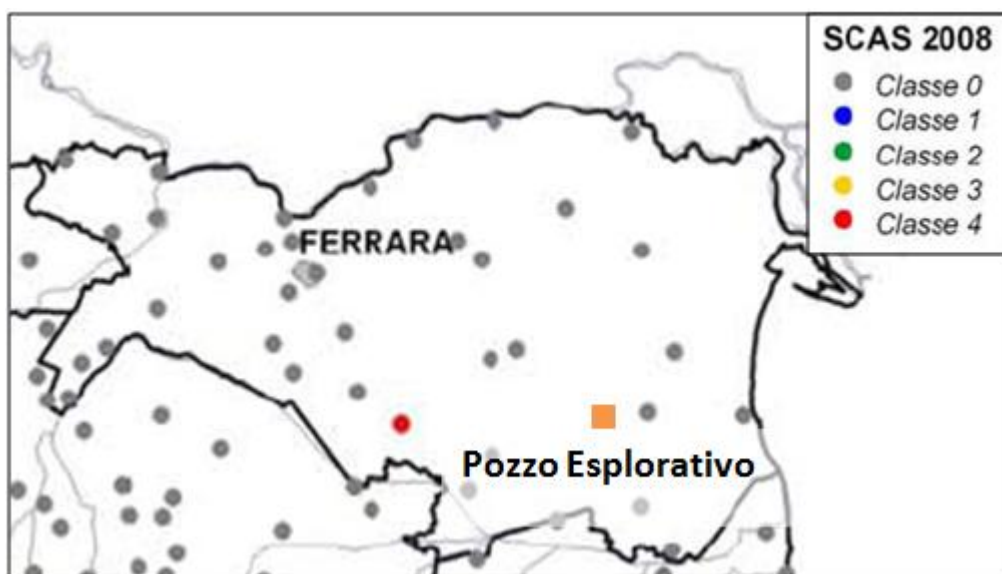 SCAS 2008
Classe 0
Classe 1
Classe 2
Classe 3
Classe 4
FERRARA
Pozzo Esplorativo